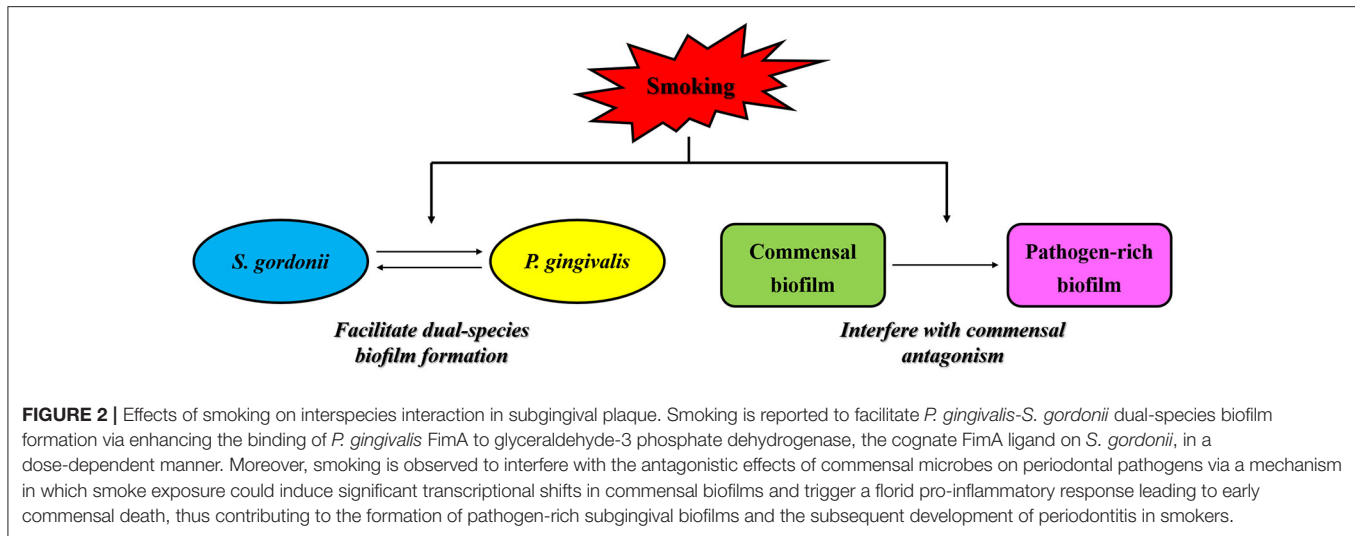 Smoking
S. gordonii
P. gingivalis
Facilitate dual-species
biofilm formation
Commensal
biofilm
Pathogen-rich
biofilm
Interfere with commensal
antagonism
FIGURE 2 | Effects of smoking on interspecies interaction in subgingival plaque. Smoking is reported to facilitate P. gingivalis-S. gordonii dual-species biofilm
formation via enhancing the binding of P. gingivalis FimA to glyceraldehyde-3 phosphate dehydrogenase, the cognate FimA ligand on S. gordonii, in a
dose-dependent manner. Moreover, smoking is observed to interfere with the antagonistic effects of commensal microbes on periodontal pathogens via a mechanism
in which smoke exposure could induce significant transcriptional shifts in commensal biofilms and trigger a florid pro-inflammatory response leading to early
commensal death, thus contributing to the formation of pathogen-rich subgingival biofilms and the subsequent development of periodontitis in smokers.